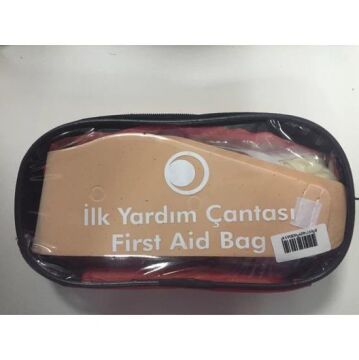 İlk Yardım Çantası
First Aid Bag